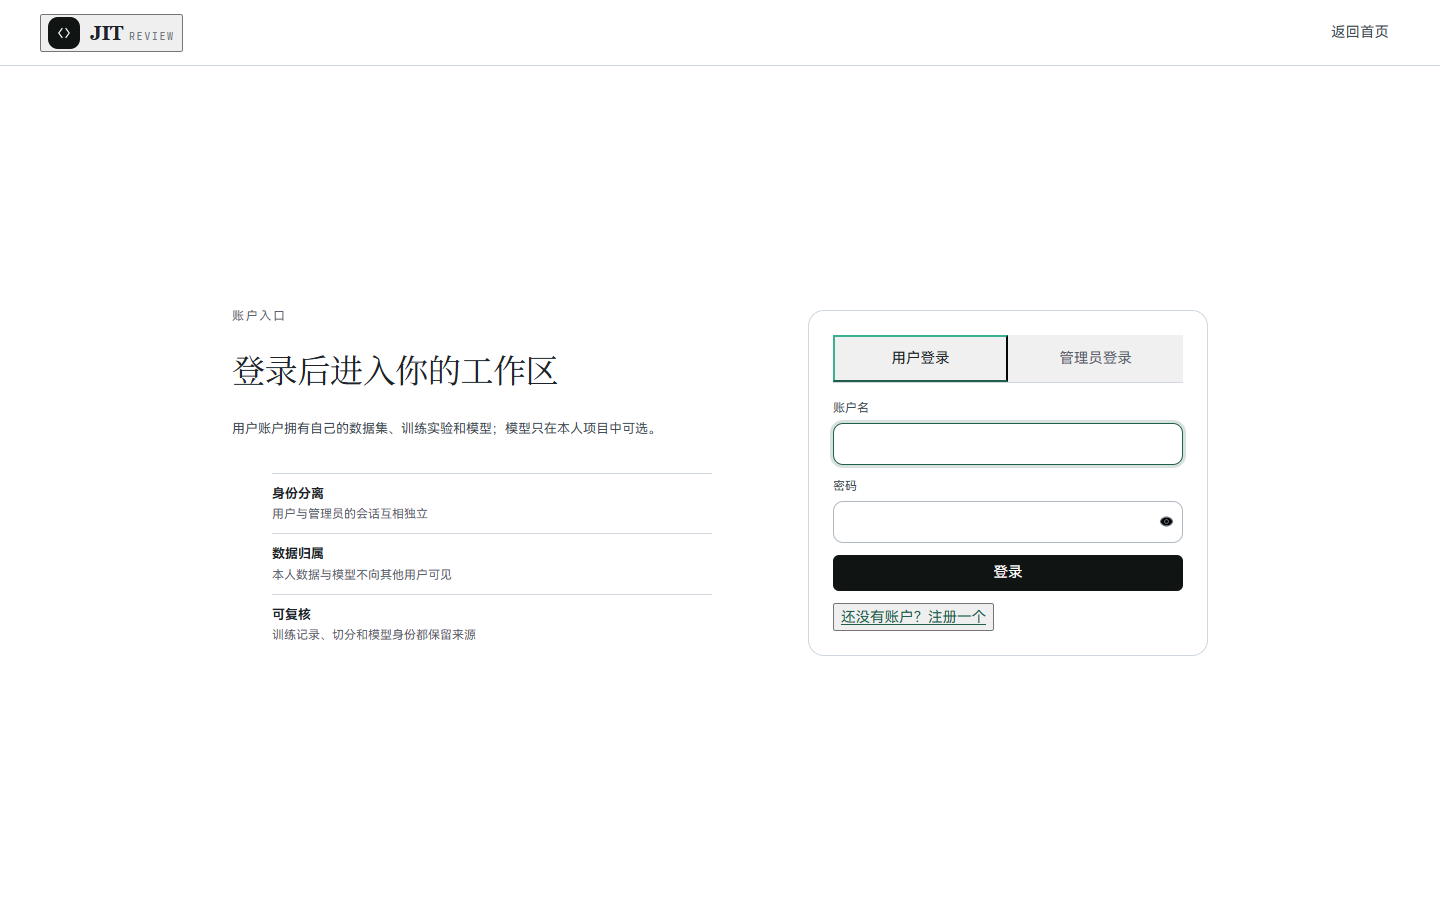 JIT REVIEW
返回首页
账户入口
登录后进入你的工作区
用户账户拥有自己的数据集、训练实验和模型；模型只在本人项目中可选。
身份分离
用户与管理员的会话互相独立
数据归属
本人数据与模型不向其他用户可见
可复核
训练记录、切分和模型身份都保留来源
用户登录
管理员登录
账户名
密码
登录
还没有账户？注册一个